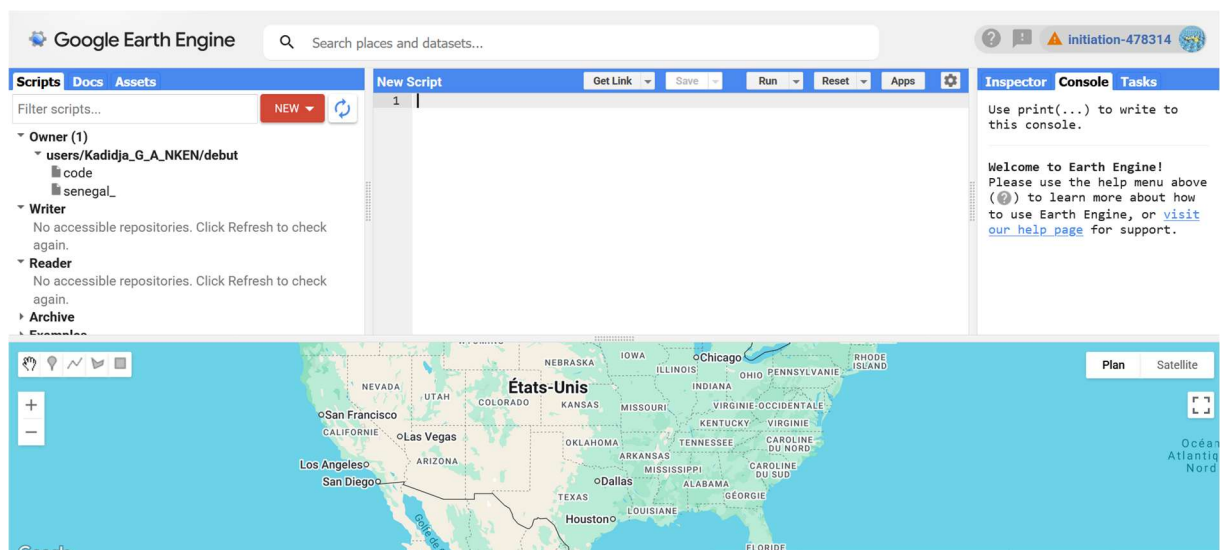 Google Earth Engine
Search places and datasets...
initiation-478314
Scripts Docs Assets
Filter scripts...
NEW
Owner (1)
users/Kadidja_G_A_NKEN/debut
code
senegal_
Writer
No accessible repositories. Click Refresh to check
again.
Reader
No accessible repositories. Click Refresh to check
again.
Archive
Examples
New Script
Get Link
Save
Run
Reset
Apps
1
Inspector Console Tasks
Use print(...) to write to
this console.
Welcome to Earth Engine!
Please use the help menu above
(?) to learn more about how
to use Earth Engine, or visit
our help page for support.
Plan
Satellite
+
−
NEBRASKA
IOWA
Chicago
ILLINOIS
OHIO
PENNSYLVANIE
RHODE
ISLAND
NEVADA
UTAH
COLORADO
États-Unis
KANSAS
MISSOURI
INDIANA
VIRGINIE-OCCIDENTALE
San Francisco
CALIFORNIE
Las Vegas
KENTUCKY
VIRGINIE
OKLAHOMA
TENNESSEE
CAROLINE
DU NORD
Los Angeles
ARIZONA
ARKANSAS
MISSISSIPPI
CAROLINE
DU SUD
San Diego
Dallas
ALABAMA
TEXAS
GÉORGIE
LOUISIANE
Houston
FLORIDE
Golfe de
Océan
Atlantiq
Nord
Google